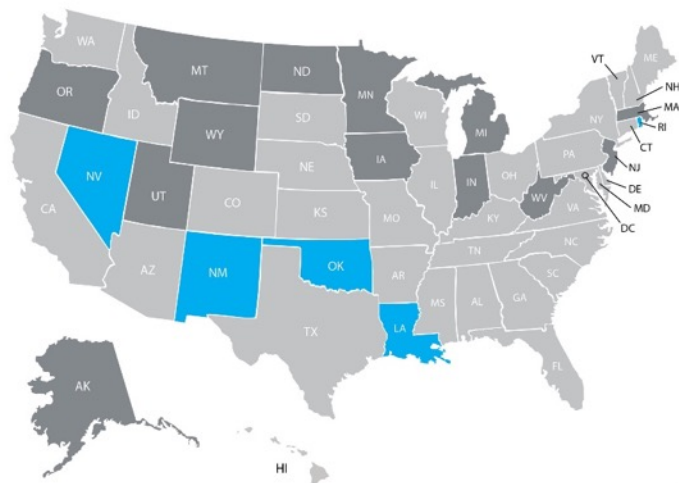 WA
MT
ND
MN
VT
ME
NH
OR
ID
SD
WI
MI
NY
MA
RI
WY
CT
NV
IA
NE
PA
NJ
UT
IL
IN
OH
DE
CA
CO
KS
MO
WV
KY
VA
MD
DC
AZ
NM
OK
AR
TN
NC
SC
MS
AL
GA
TX
LA
FL
AK
HI